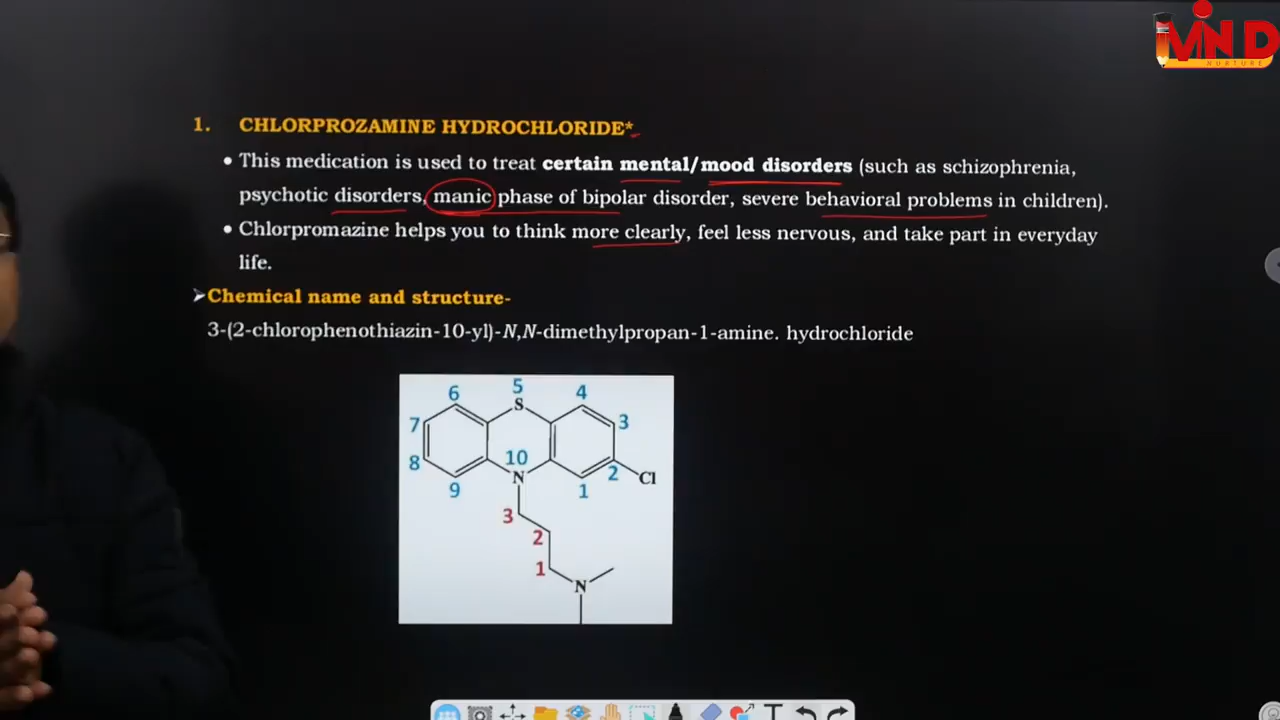 MIND
NURTURE
1. CHLORPROZAMINE HYDROCHLORIDE*
• This medication is used to treat certain mental/mood disorders (such as schizophrenia,
psychotic disorders, manic phase of bipolar disorder, severe behavioral problems in children).
• Chlorpromazine helps you to think more clearly, feel less nervous, and take part in everyday
life.
➤Chemical name and structure-
3-(2-chlorophenothiazin-10-yl)-N,N-dimethylpropan-1-amine. hydrochloride
6 5 4
S
7 3
8 10 2
N Cl
9 1
3
2
1
N
T